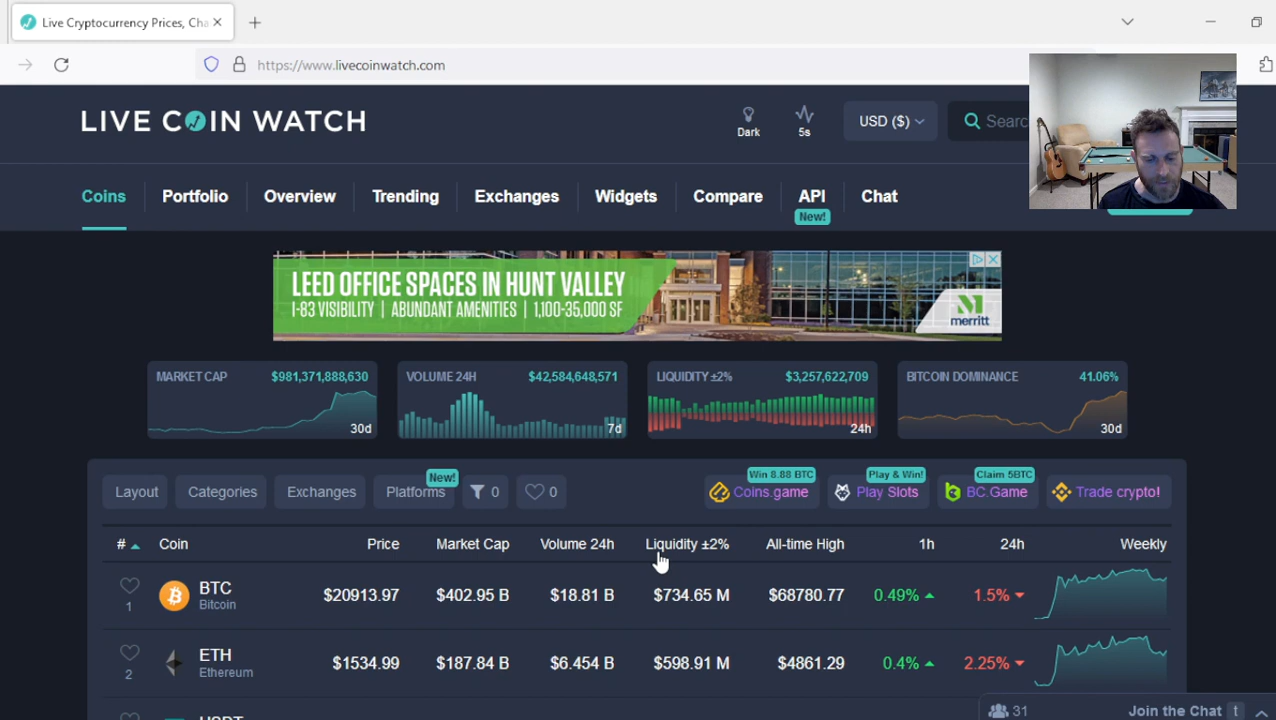 Live Cryptocurrency Prices, Cha
https://www.livecoinwatch.com
LIVE COIN WATCH
Dark
5s
USD ($)
Searc
Coins
Portfolio
Overview
Trending
Exchanges
Widgets
Compare
API
New!
Chat
LEED OFFICE SPACES IN HUNT VALLEY
I-83 VISIBILITY | ABUNDANT AMENITIES | 1,100-35,000 SF
merritt
MARKET CAP $981,371,888,630
30d
VOLUME 24H $42,584,648,571
7d
LIQUIDITY ±2% $3,257,622,709
24h
BITCOIN DOMINANCE 41.06%
30d
Layout
Categories
Exchanges
Platforms
New!
0
0
Win 8.88 BTC
Coins.game
Play & Win!
Play Slots
Claim 5BTC
BC.Game
Trade crypto!
# Coin Price Market Cap Volume 24h Liquidity ±2% All-time High 1h 24h Weekly
1 BTC Bitcoin $20913.97 $402.95 B $18.81 B $734.65 M $68780.77 0.49% 1.5%
2 ETH Ethereum $1534.99 $187.84 B $6.454 B $598.91 M $4861.29 0.4% 2.25%
31
Join the Chat t